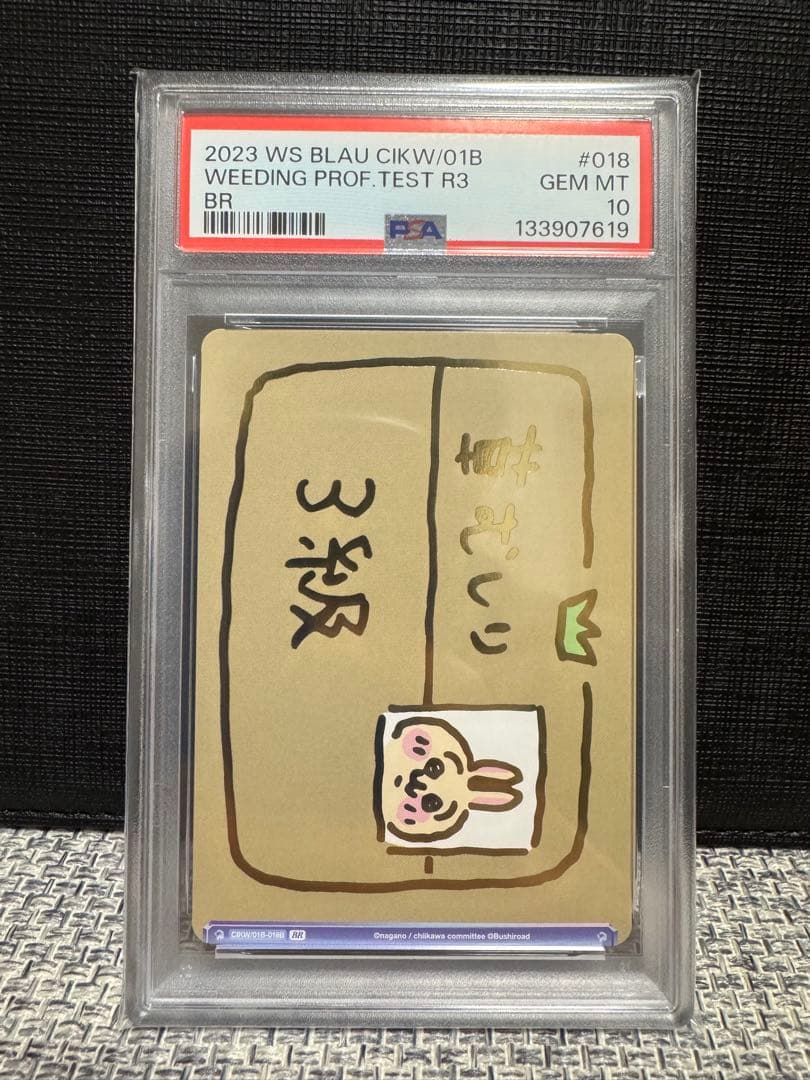 2023 WS BLAU CIKW/01B #018
WEEDING PROF.TEST R3 GEM MT
BR 10
PSA 133907619
草むしり
3級
CIKW/01B-018B BR ©nagano / chiikawa committee ©Bushiroad